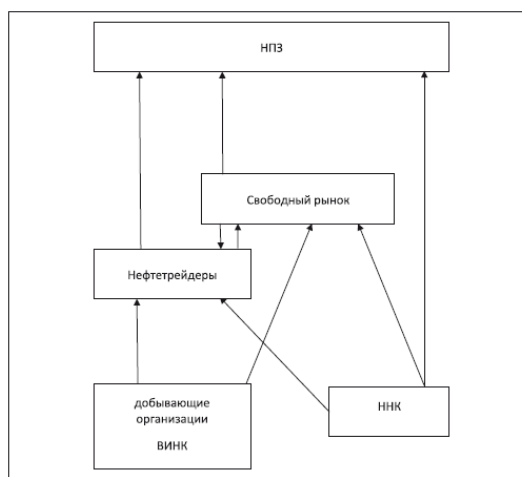 НПЗ
Свободный рынок
Нефтетрейдеры
добывающие
организации
ВИНК
ННК